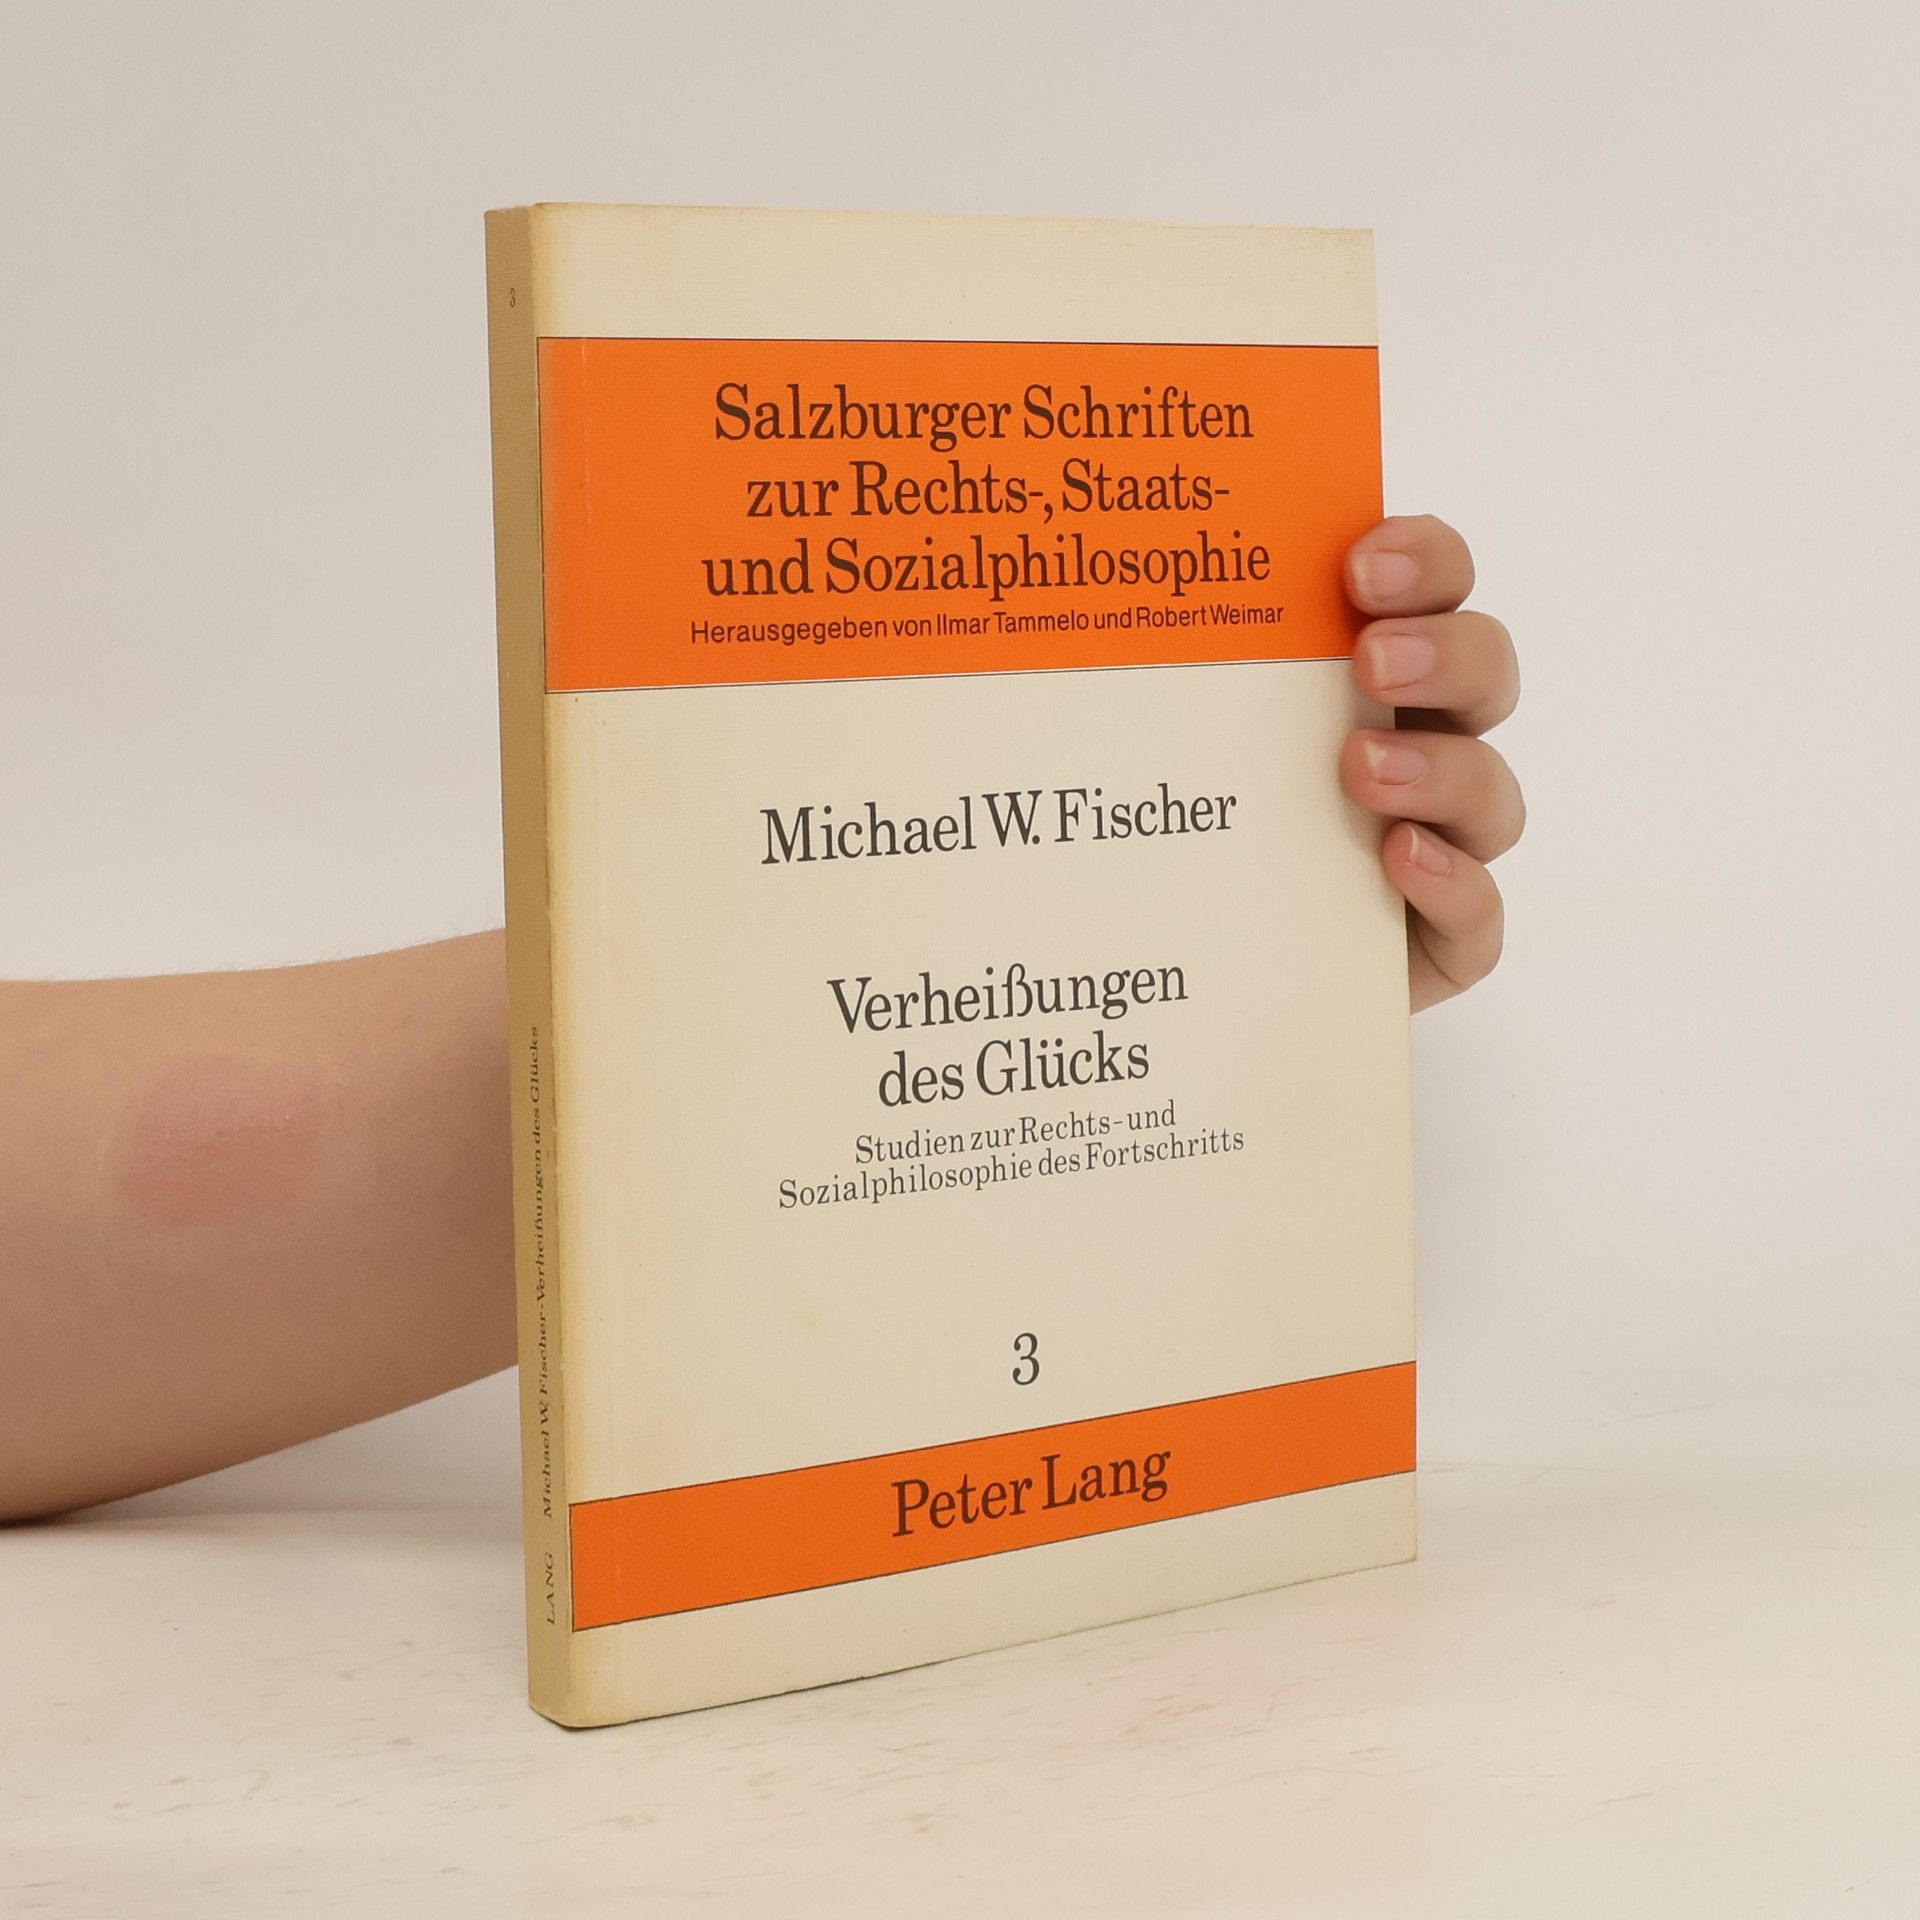 Salzburger Schriften
zur Rechts-, Staats-
und Sozialphilosophie
Herausgegeben von Ilmar Tammelo und Robert Weimar
Michael W. Fischer
Verheißungen
des Glücks
Studien zur Rechts- und
Sozialphilosophie des Fortschritts
3
Peter Lang
3
LANG Michael W. Fischer-Verheißungen des Glücks